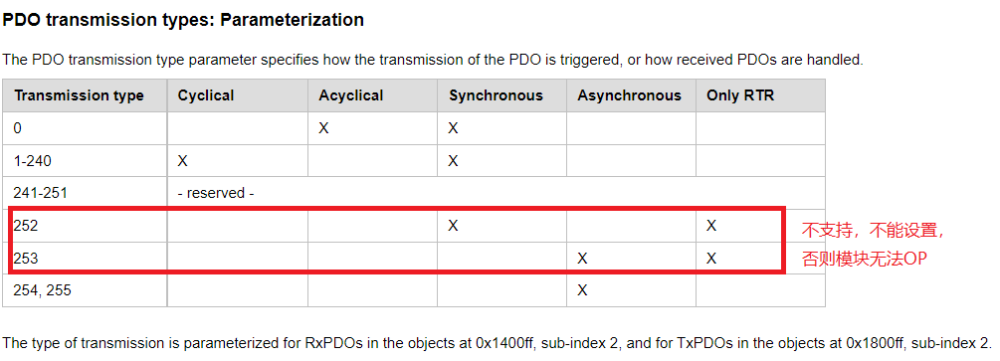 PDO transmission types: Parameterization
The PDO transmission type parameter specifies how the transmission of the PDO is triggered, or how received PDOs are handled.
Transmission type Cyclical Acyclical Synchronous Asynchronous Only RTR
0 X X
1-240 X X
241-251 - reserved -
252 X X
253 X X
254, 255 X
不支持，不能设置，
否则模块无法OP
The type of transmission is parameterized for RxPDOs in the objects at 0x1400ff, sub-index 2, and for TxPDOs in the objects at 0x1800ff, sub-index 2.